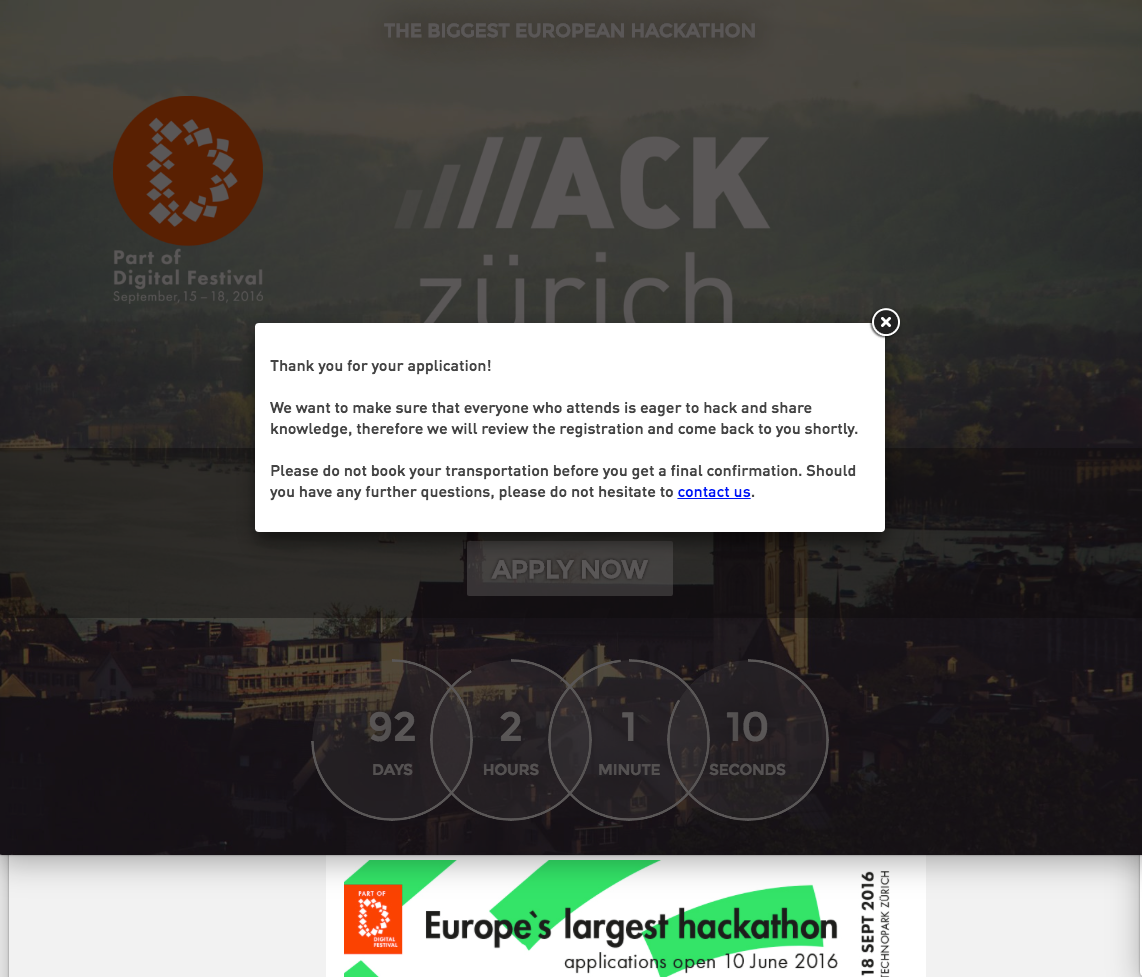 THE BIGGEST EUROPEAN HACKATHON
ACK
zürich
Part of
Digital Festival
September, 15 – 18, 2016
Thank you for your application!
We want to make sure that everyone who attends is eager to hack and share
knowledge, therefore we will review the registration and come back to you shortly.
Please do not book your transportation before you get a final confirmation. Should
you have any further questions, please do not hesitate to contact us.
APPLY NOW
92
2
1
10
DAYS
HOURS
MINUTE
SECONDS
PART OF
DIGITAL
FESTIVAL
Europe`s largest hackathon
applications open 10 June 2016
18 SEPT 2016
TECHNOPARK ZÜRICH